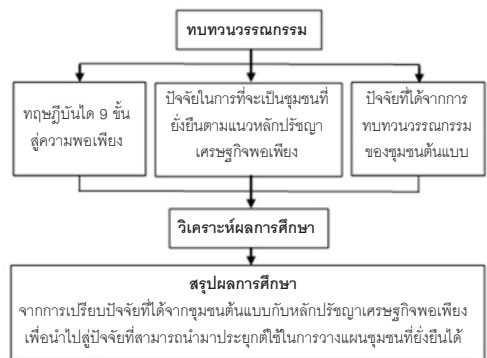 ทบทวนวรรณกรรม
ทฤษฎีบันได 9 ขั้น
สู่ความพอเพียง
ปัจจัยในการที่จะเป็นชุมชนที่
ยั่งยืนตามแนวหลักปรัชญา
เศรษฐกิจพอเพียง
ปัจจัยที่ได้จากการ
ทบทวนวรรณกรรม
ของชุมชนต้นแบบ
วิเคราะห์ผลการศึกษา
สรุปผลการศึกษา
จากการเปรียบปัจจัยที่ได้จากชุมชนต้นแบบกับหลักปรัชญาเศรษฐกิจพอเพียง
เพื่อนำไปสู่ปัจจัยที่สามารถนำมาประยุกต์ใช้ในการวางแผนชุมชนที่ยั่งยืนได้